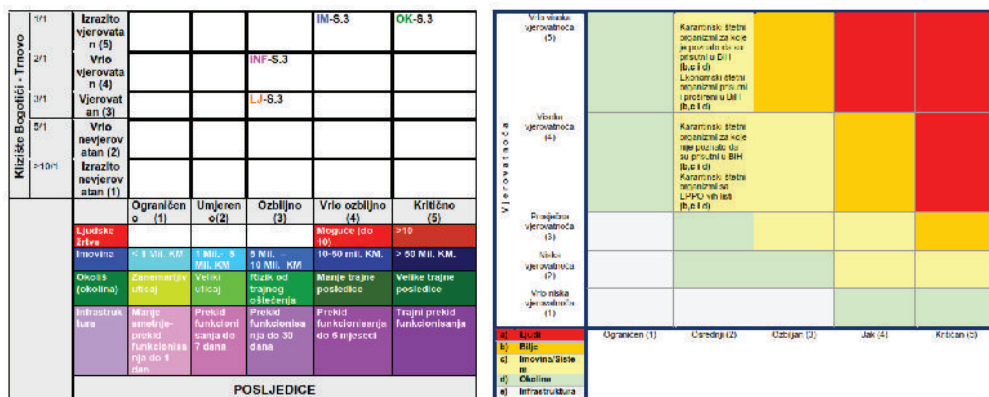 Klizište Bogotići - Trnovo
1/1
Izrazito
vjerovata
n (5)
IM-S.3
OK-S.3
2/1
Vrlo
vjerovata
n (4)
INF-S.3
3/1
Vjerovat
an (3)
LJ-S.3
5/1
Vrlo
nevjerov
atan (2)
>10/1
Izrazito
nevjerov
atan (1)
Ograničen
o (1)
Umjeren
o(2)
Ozbiljno
(3)
Vrlo ozbiljno
(4)
Kritično
(5)
Ljudske
žrtve
Moguće (do
10)
>10
Imovina
< 1 Mil. KM
1 Mil.- 5
Mil. KM
5 Mil. –
10 Mil. KM
10-50 mil. KM.
> 50 Mil. KM.
Okoliš
(okolina)
Zanemarljiv
uticaj
Veliki
uticaj
Rizik od
trajnog
oštećenja
Manje trajne
posledice
Velike trajne
posledice
Infrastruk
tura
Manje
smetnje-
prekid
funkcionisa
nja do 1
dan
Prekid
funkcioni
sanja do
7 dana
Prekid
funkcionisa
nja do 30
dana
Prekid
funkcionisanja
do 6 mjeseci
Trajni prekid
funkcionisanja
POSLJEDICE
Vjerovatnoća
Vrlo visoka
vjerovatnoća
(5)
Karantinski štetni
organizmi za koje
je poznato da su
prisutni u BiH
(b,c i d)
Ekonomski štetni
organizmi prisutni
i prošireni u BiH
(b,c i d)
Visoka
vjerovatnoća
(4)
Karantinski štetni
organizmi za koje
nije poznato da
su prisutni u BiH
(b,c i d)
Karantinski štetni
organizmi sa
EPPO vih listi
(b,c i d)
Prosječna
vjerovatnoća
(3)
Niska
vjerovatnoća
(2)
Vrlo niska
vjerovatnoća
(1)
a) Ljudi
b) Bilje
c) Imovina/Siste
m
d) Okolina
e) Infrastruktura
Ograničen (1)
Osrednji (2)
Ozbiljan (3)
Jak (4)
Kritičan (5)